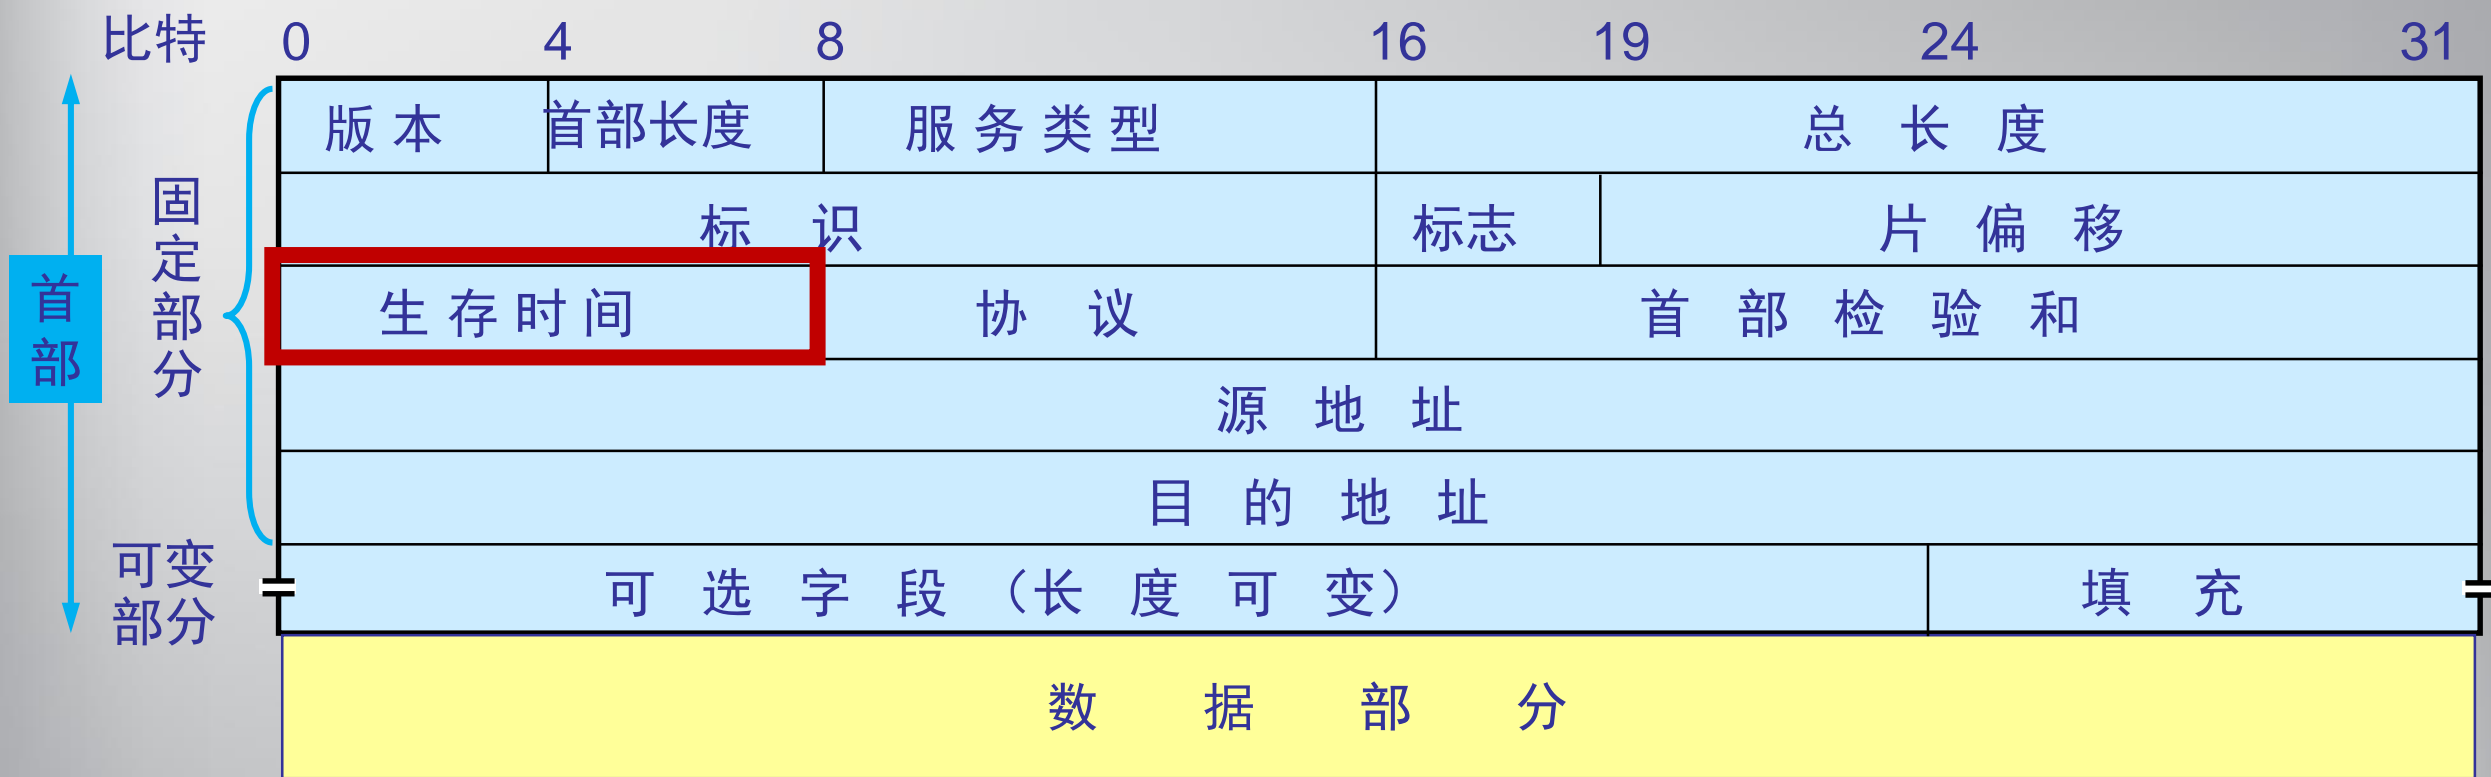 比特 0 4 8 16 19 24 31
版本 首部长度 服务类型 总长度
标识 标志 片偏移
生存时间 协议 首部检验和
源地址
目的地址
可选字段（长度可变） 填充
数据部分
首部
固定部分
可变
部分